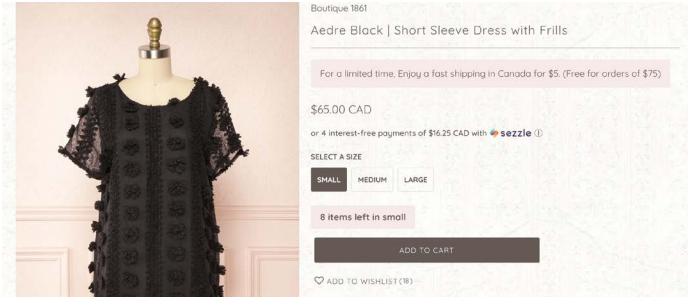 Boutique 1861
Aedre Black | Short Sleeve Dress with Frills
For a limited time, Enjoy a fast shipping in Canada for $5. (Free for orders of $75)
$65.00 CAD
or 4 interest-free payments of $16.25 CAD with sezzle ⓘ
SELECT A SIZE
SMALL MEDIUM LARGE
8 items left in small
ADD TO CART
ADD TO WISHLIST (18)